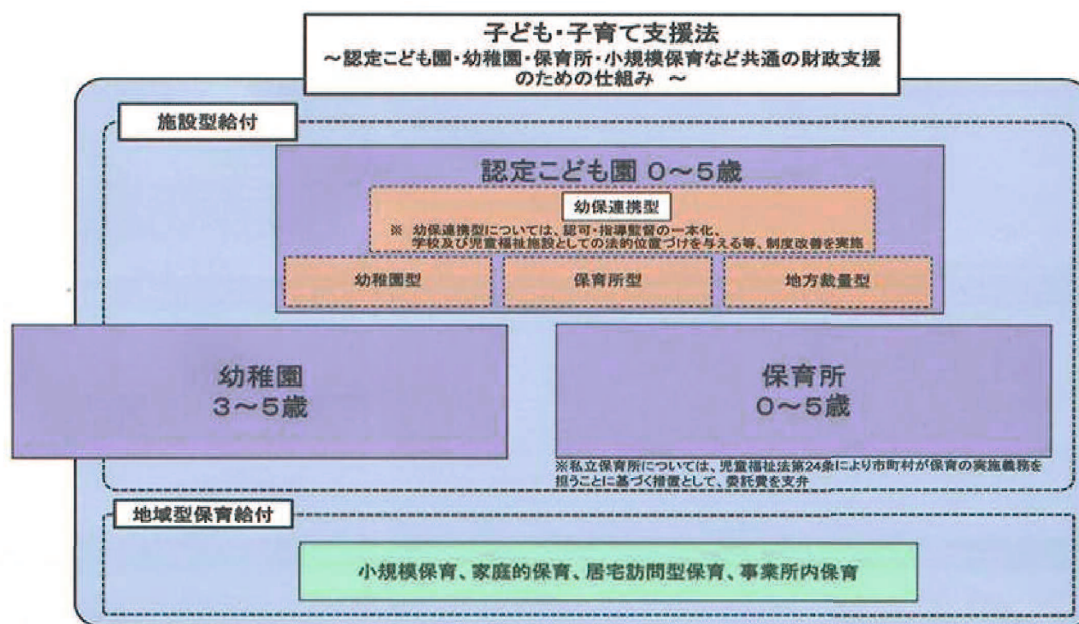 子ども・子育て支援法
～認定こども園・幼稚園・保育所・小規模保育など共通の財政支援
のための仕組み ～
施設型給付
認定こども園 0～5歳
幼保連携型
※ 幼保連携型については、認可・指導監督の一本化、
学校及び児童福祉施設としての法的位置づけを与える等、制度改善を実施
幼稚園型
保育所型
地方裁量型
幼稚園
3～5歳
保育所
0～5歳
※私立保育所については、児童福祉法第24条により市町村が保育の実施義務を
担うことに基づく措置として、委託費を支弁
地域型保育給付
小規模保育、家庭的保育、居宅訪問型保育、事業所内保育